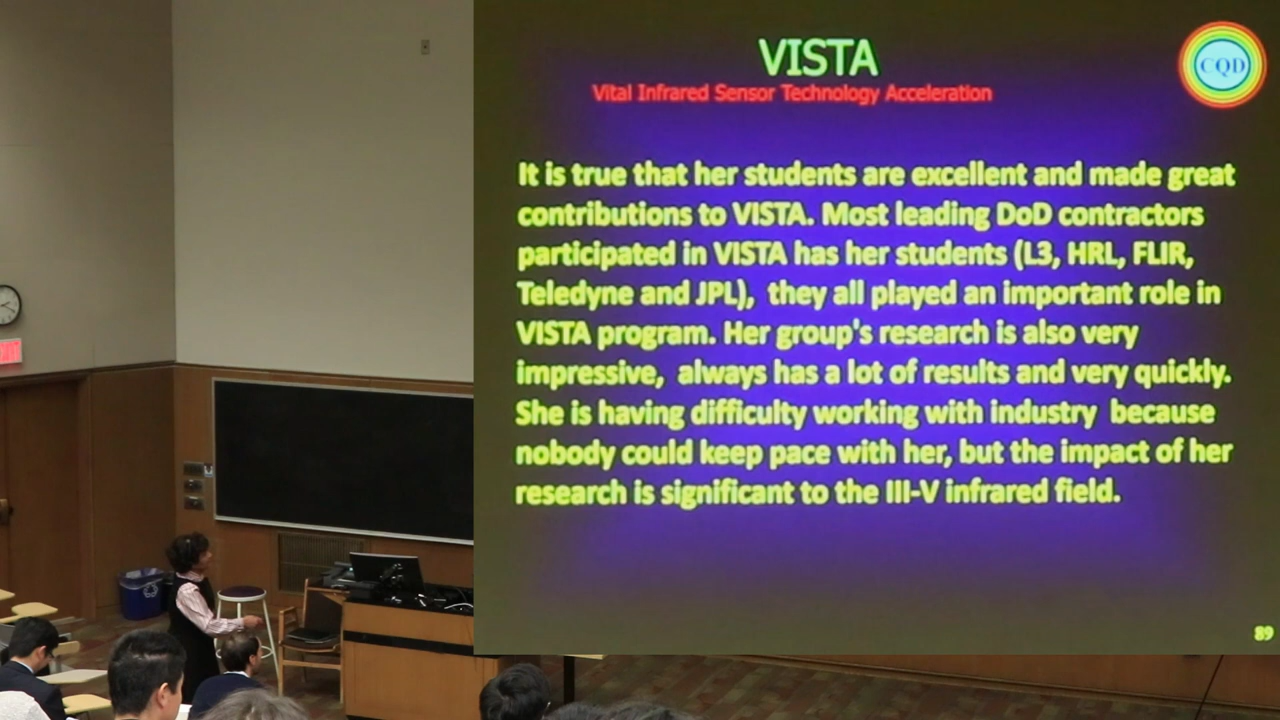 VISTA
Vital Infrared Sensor Technology Acceleration
CQD
It is true that her students are excellent and made great
contributions to VISTA. Most leading DoD contractors
participated in VISTA has her students (L3, HRL, FLIR,
Teledyne and JPL),  they all played an important role in
VISTA program. Her group's research is also very
impressive,  always has a lot of results and very quickly.
She is having difficulty working with industry  because
nobody could keep pace with her, but the impact of her
research is significant to the III-V infrared field.
89